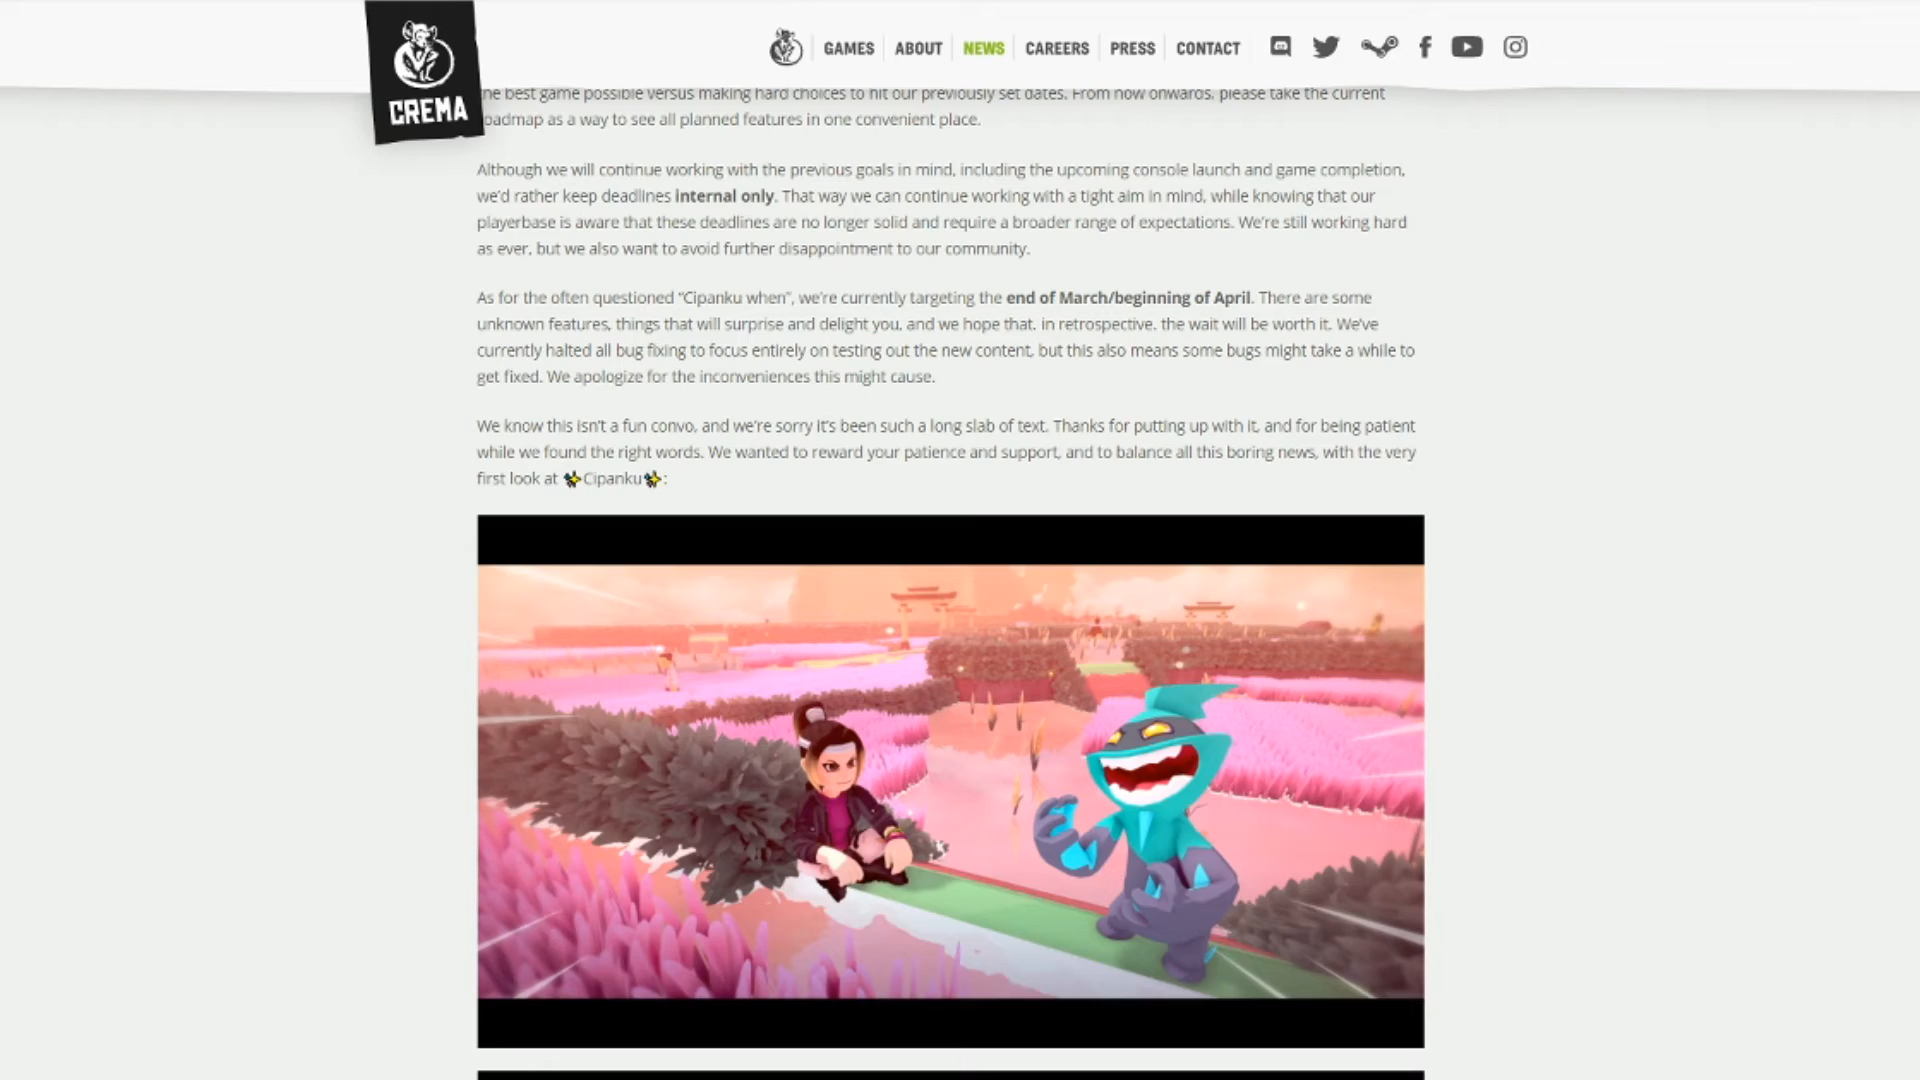 CREMA
GAMES
ABOUT
NEWS
CAREERS
PRESS
CONTACT
the best game possible versus making hard choices to hit our previously set dates. From now onwards, please take the current
roadmap as a way to see all planned features in one convenient place.
Although we will continue working with the previous goals in mind, including the upcoming console launch and game completion,
we'd rather keep deadlines internal only. That way we can continue working with a tight aim in mind, while knowing that our
playerbase is aware that these deadlines are no longer solid and require a broader range of expectations. We're still working hard
as ever, but we also want to avoid further disappointment to our community.
As for the often questioned “Cipanku when”, we're currently targeting the end of March/beginning of April. There are some
unknown features, things that will surprise and delight you, and we hope that, in retrospective, the wait will be worth it. We've
currently halted all bug fixing to focus entirely on testing out the new content, but this also means some bugs might take a while to
get fixed. We apologize for the inconveniences this might cause.
We know this isn't a fun convo, and we're sorry it's been such a long slab of text. Thanks for putting up with it, and for being patient
while we found the right words. We wanted to reward your patience and support, and to balance all this boring news, with the very
first look at ✨Cipanku✨: